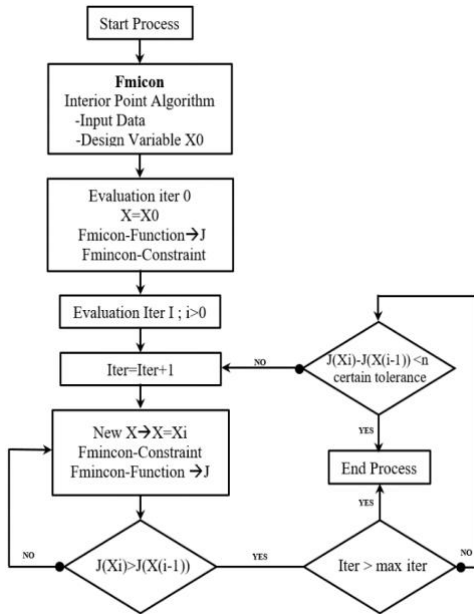 Start Process
Fmicon
Interior Point Algorithm
-Input Data
-Design Variable X0
Evaluation iter 0
X=X0
Fmicon-Function→J
Fmincon-Constraint
Evaluation Iter I ; i>0
Iter=Iter+1
NO
J(Xi)-J(X(i-1)) <n
certain tolerance
YES
New X→X=Xi
Fmincon-Constraint
Fmincon-Function →J
End Process
YES
NO
J(Xi)>J(X(i-1))
YES
Iter > max iter
NO